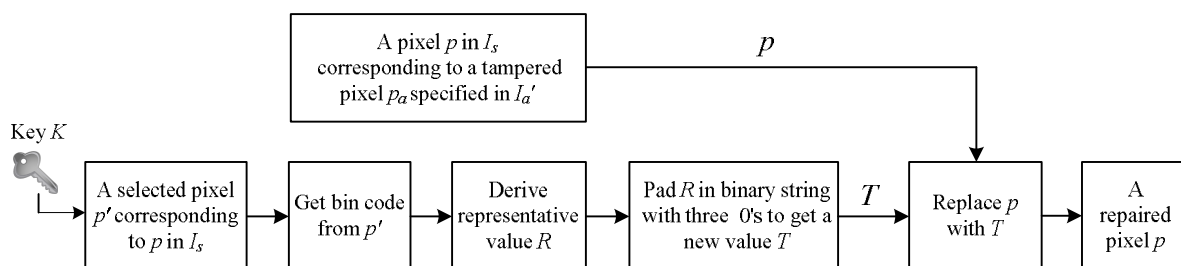 A pixel p in Iₛ
corresponding to a tampered
pixel pₐ specified in Iₐ'
p
Key K
A selected pixel
p' corresponding
to p in Iₛ
Get bin code
from p'
Derive
representative
value R
Pad R in binary string
with three 0's to get a
new value T
T
Replace p
with T
A
repaired
pixel p